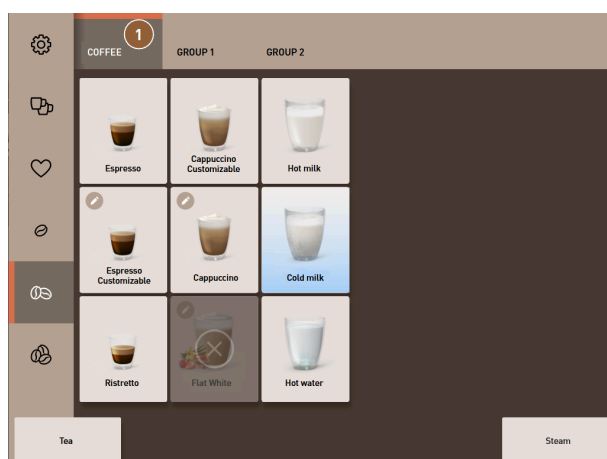 1
COFFEE
GROUP 1
GROUP 2
Espresso
Cappuccino
Customizable
Hot milk
Espresso
Customizable
Cappuccino
Cold milk
Ristretto
Flat White
Hot water
Tea
Steam